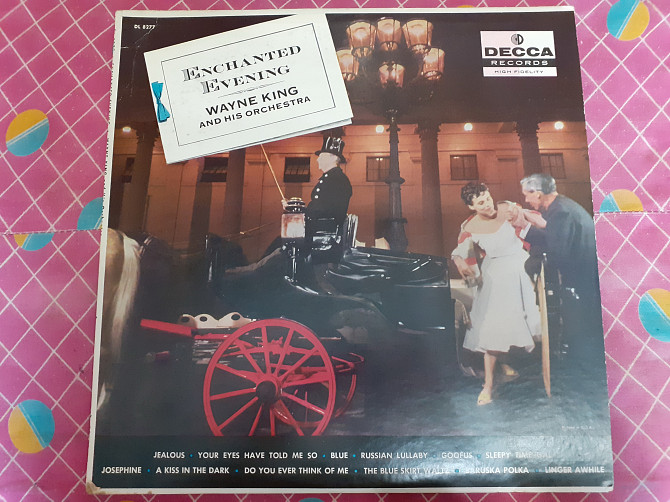 DL 8277
ENCHANTED
EVENING
WAYNE KING
AND HIS ORCHESTRA
DECCA
RECORDS
HIGH FIDELITY
JEALOUS • YOUR EYES HAVE TOLD ME SO • BLUE • RUSSIAN LULLABY • GOOFUS • SLEEPY TIME GAL
JOSEPHINE • A KISS IN THE DARK • DO YOU EVER THINK OF ME • THE BLUE SKIRT WALTZ • POLKA • LINGER AWHILE